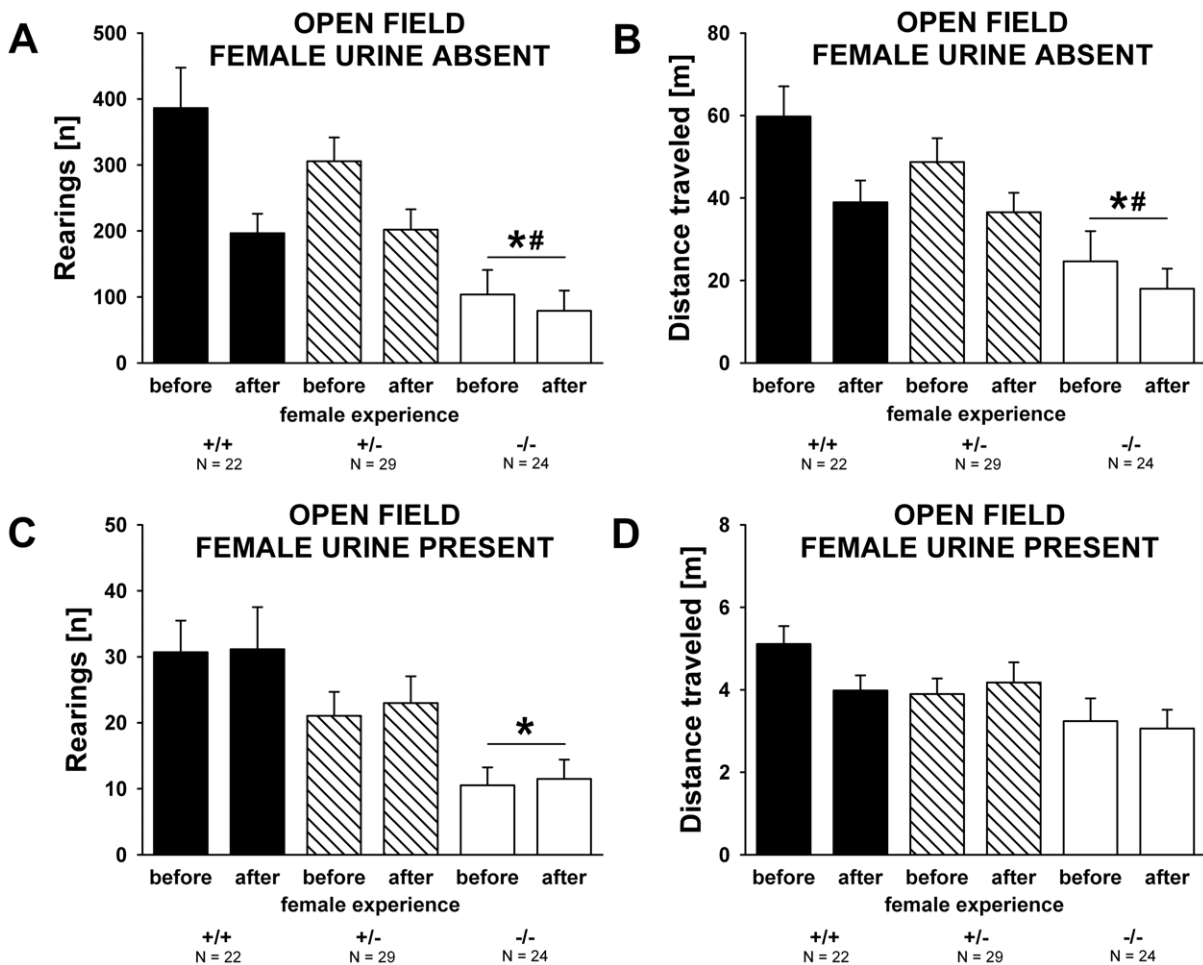 A
OPEN FIELD
FEMALE URINE ABSENT
Rearings [n]
500
400
300
200
100
0
*#
before after before after before after
female experience
+/+ +/- -/-
N = 22 N = 29 N = 24
B
OPEN FIELD
FEMALE URINE ABSENT
Distance traveled [m]
80
60
40
20
0
*#
before after before after before after
female experience
+/+ +/- -/-
N = 22 N = 29 N = 24
C
OPEN FIELD
FEMALE URINE PRESENT
Rearings [n]
50
40
30
20
10
0
*
before after before after before after
female experience
+/+ +/- -/-
N = 22 N = 29 N = 24
D
OPEN FIELD
FEMALE URINE PRESENT
Distance traveled [m]
8
6
4
2
0
before after before after before after
female experience
+/+ +/- -/-
N = 22 N = 29 N = 24